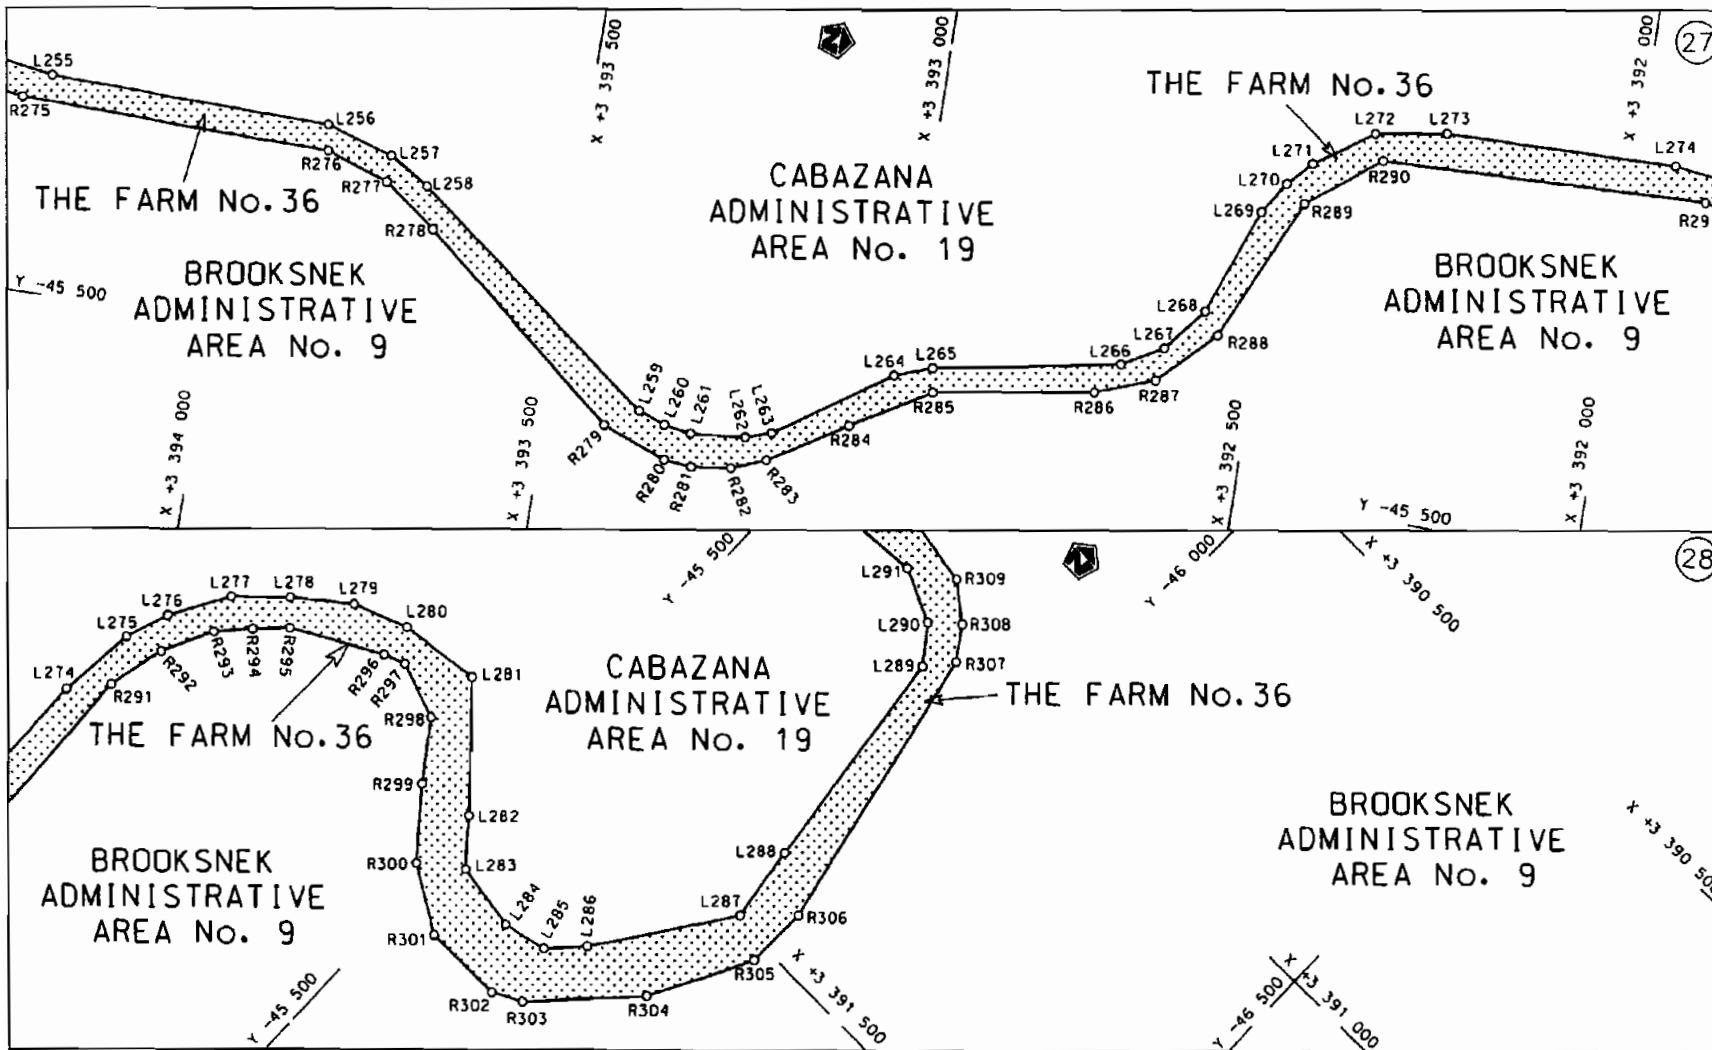 27
L255
R275
L256
R276
L257
R277
L258
R278
THE FARM No.36
BROOKSNEK
ADMINISTRATIVE
AREA No. 9
Y -45 500
X +3 394 000
X +3 393 500
X +3 393 500
N
X +3 393 000
CABAZANA
ADMINISTRATIVE
AREA No. 19
R279
L259
L260
L261
L262
L263
R280
R281
R282
R283
L264
L265
R284
R285
L266
R286
L267
R287
L268
R288
L269
L270
L271
R289
L272
R290
L273
L274
R29
THE FARM No.36
X +3 392 000
BROOKSNEK
ADMINISTRATIVE
AREA No. 9
X +3 392 500
X +3 392 000
Y -45 500
28
L274
L275
L276
L277
L278
L279
L280
L281
R291
R292
R293
R294
R295
R296
R297
R298
R299
R300
R301
R302
R303
R304
R305
R306
THE FARM No.36
BROOKSNEK
ADMINISTRATIVE
AREA No. 9
Y -45 500
L282
L283
L284
L285
L286
L287
L288
CABAZANA
ADMINISTRATIVE
AREA No. 19
Y -45 500
L291
L290
L289
R309
R308
R307
THE FARM No.36
N
Y -46 000
X +3 390 500
X +3 391 500
BROOKSNEK
ADMINISTRATIVE
AREA No. 9
X +3 390 500
Y -46 500
X +3 391 000